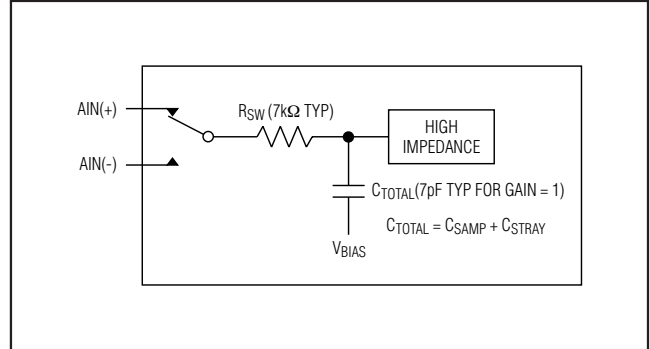 AIN(+)
AIN(-)
RSW (7kΩ TYP)
HIGH
IMPEDANCE
CTOTAL(7pF TYP FOR GAIN = 1)
CTOTAL = CSAMP + CSTRAY
VBIAS